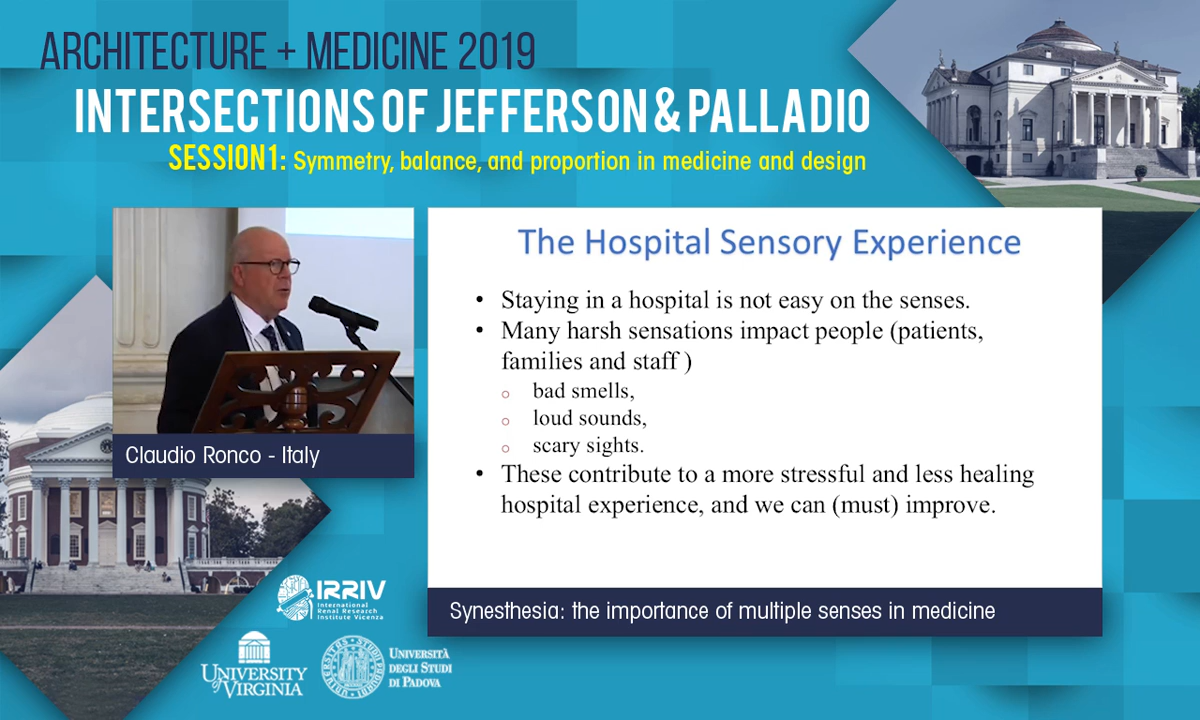 ARCHITECTURE + MEDICINE 2019
INTERSECTIONS OF JEFFERSON & PALLADIO
SESSION 1: Symmetry, balance, and proportion in medicine and design
Claudio Ronco - Italy
The Hospital Sensory Experience
• Staying in a hospital is not easy on the senses.
• Many harsh sensations impact people (patients,
families and staff )
o bad smells,
o loud sounds,
o scary sights.
• These contribute to a more stressful and less healing
hospital experience, and we can (must) improve.
Synesthesia: the importance of multiple senses in medicine
IRRIV
International
Renal Research
Institute Vicenza
UNIVERSITY
of VIRGINIA
UNIVERSITÀ
DEGLI STUDI
DI PADOVA